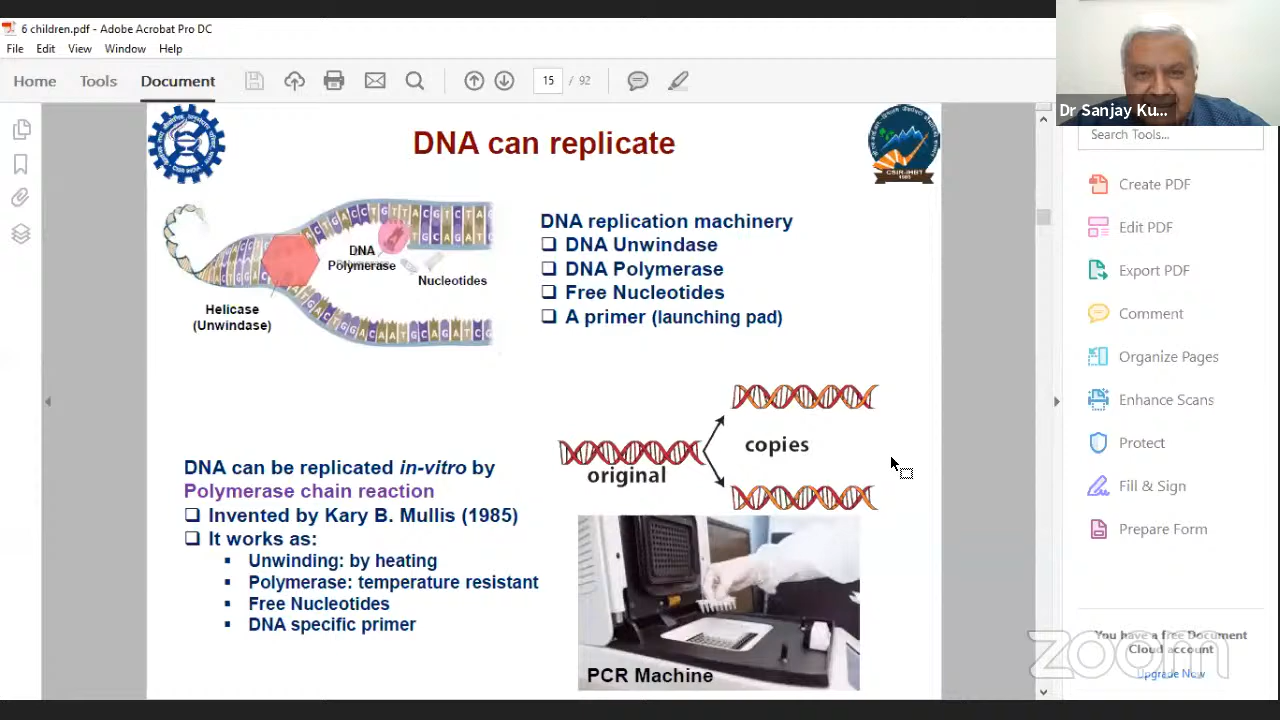 6 children.pdf - Adobe Acrobat Pro DC
File Edit View Window Help
Home Tools Document 15 / 92
Dr Sanjay Ku...
Search Tools...
Create PDF
Edit PDF
Export PDF
Comment
Organize Pages
Enhance Scans
Protect
Fill & Sign
Prepare Form
You have a free Document
Cloud account
Upgrade Now
zoom
DNA can replicate
CSIR-IHBT
DNA
Polymerase
Nucleotides
Helicase
(Unwindase)
DNA replication machinery
❑ DNA Unwindase
❑ DNA Polymerase
❑ Free Nucleotides
❑ A primer (launching pad)
original
copies
DNA can be replicated in-vitro by
Polymerase chain reaction
❑ Invented by Kary B. Mullis (1985)
❑ It works as:
▪ Unwinding: by heating
▪ Polymerase: temperature resistant
▪ Free Nucleotides
▪ DNA specific primer
PCR Machine